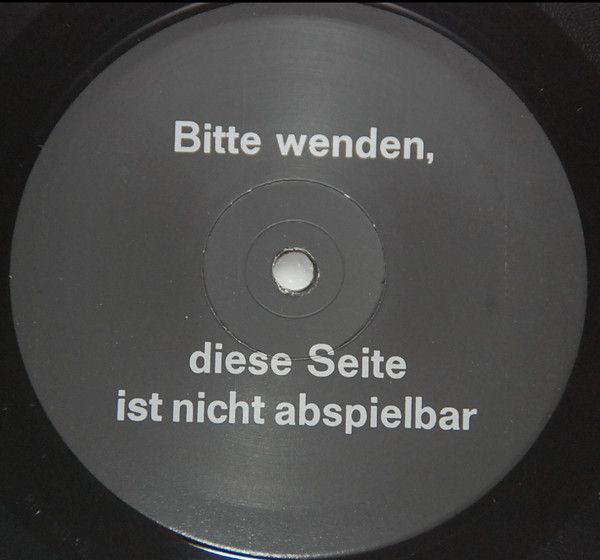 Bitte wenden,
diese Seite
ist nicht abspielbar